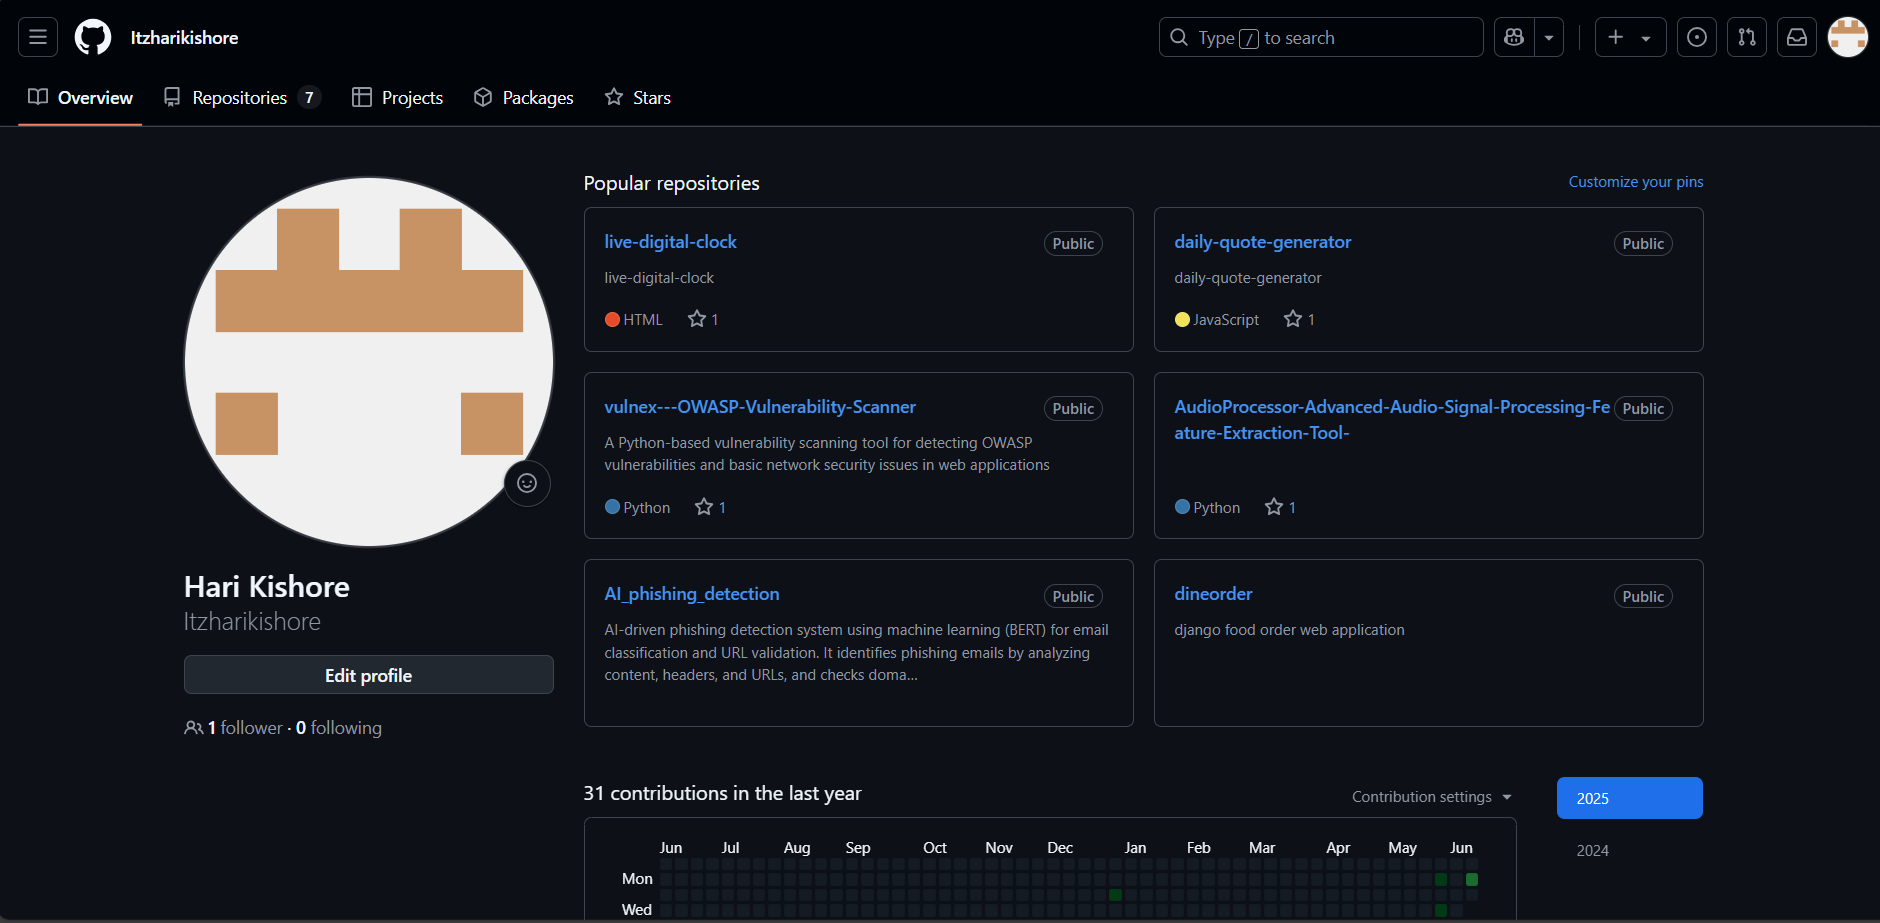 Itzharikishore
Type / to search
Overview
Repositories 7
Projects
Packages
Stars
Hari Kishore
Itzharikishore
Edit profile
1 follower · 0 following
Popular repositories
Customize your pins
live-digital-clock
Public
live-digital-clock
HTML
1
daily-quote-generator
Public
daily-quote-generator
JavaScript
1
vulnex---OWASP-Vulnerability-Scanner
Public
A Python-based vulnerability scanning tool for detecting OWASP
vulnerabilities and basic network security issues in web applications
Python
1
AudioProcessor-Advanced-Audio-Signal-Processing-Fe
ature-Extraction-Tool-
Public
Python
1
AI_phishing_detection
Public
AI-driven phishing detection system using machine learning (BERT) for email
classification and URL validation. It identifies phishing emails by analyzing
content, headers, and URLs, and checks doma...
dineorder
Public
django food order web application
31 contributions in the last year
Contribution settings
2025
2024
Jun Jul Aug Sep Oct Nov Dec Jan Feb Mar Apr May Jun
Mon
Wed